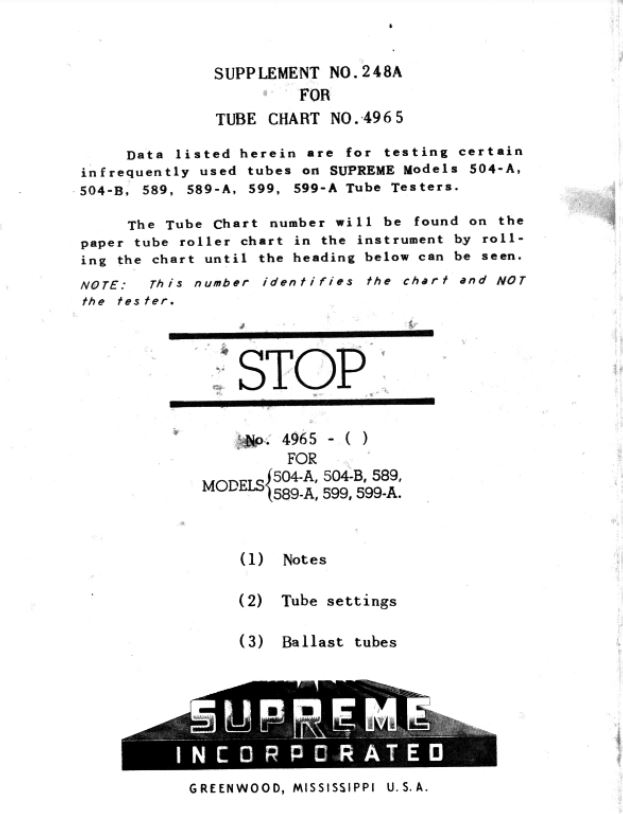 SUPPLEMENT NO. 248A
FOR
TUBE CHART NO. 4965
Data listed herein are for testing certain
infrequently used tubes on SUPREME Models 504-A,
504-B, 589, 589-A, 599, 599-A Tube Testers.
The Tube Chart number will be found on the
paper tube roller chart in the instrument by roll-
ing the chart until the heading below can be seen.
NOTE: This number identifies the chart and NOT
the tester.
STOP
No. 4965 - ( )
FOR
MODELS {504-A, 504-B, 589,
589-A, 599, 599-A.
(1) Notes
(2) Tube settings
(3) Ballast tubes
SUPREME
INCORPORATED
GREENWOOD, MISSISSIPPI U.S.A.